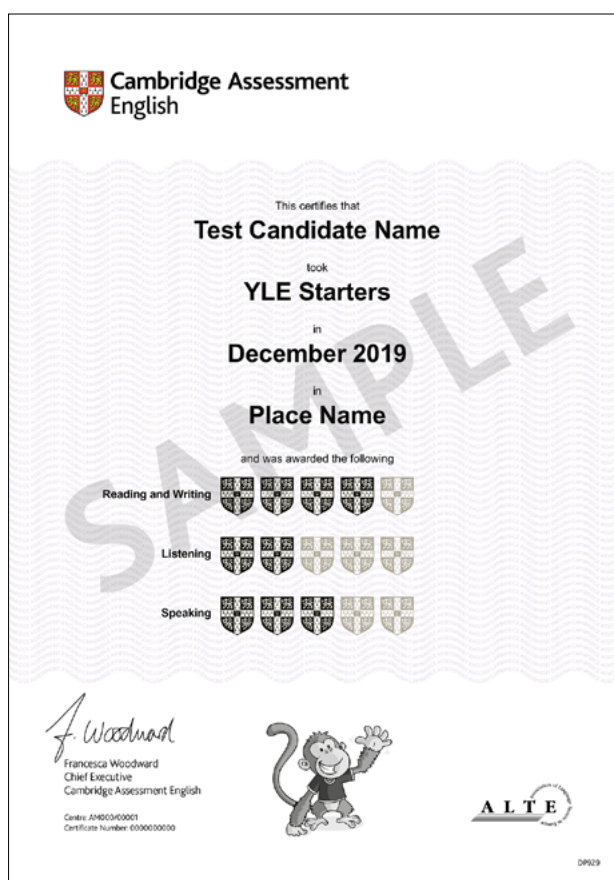 Cambridge Assessment
English
This certifies that
Test Candidate Name
took
YLE Starters
in
December 2019
in
Place Name
and was awarded the following
Reading and Writing
Listening
Speaking
SAMPLE
F. Woodward
Francesca Woodward
Chief Executive
Cambridge Assessment English
Centre: AM000/00001
Certificate Number: 0000000000
ALTE
DP929